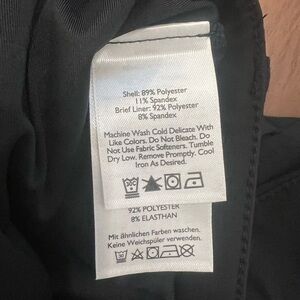 Shell: 89% Polyester
11% Spandex
Brief Liner: 92% Polyester
8% Spandex
Machine Wash Cold Delicate With
Like Colors. Do Not Bleach. Do
Not Use Fabric Softeners. Tumble
Dry Low. Remove Promptly. Cool
Iron As Desired.
92% POLYESTER
8% ELASTHAN
Mit ähnlichen Farben waschen.
Keine Weichspüler verwenden.